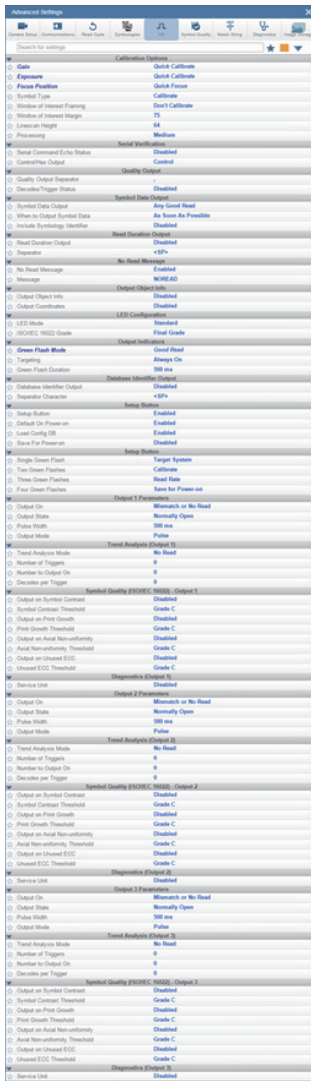 Advanced Settings
Camera Setup Communications Read Cycle Symbologies I/O Symbol Quality Match String Diagnostics Image Storage
Search for settings
Calibration Options
Gain Quick Calibrate
Exposure Quick Calibrate
Focus Position Quick Focus
Symbol Type Calibrate
Window of Interest Framing Don't Calibrate
Window of Interest Margin 75
Linescan Height 64
Processing Medium
Serial Verification
Serial Command Echo Status Disabled
Control/Hex Output Control
Quality Output
Quality Output Separator ,
Decodes/Trigger Status Disabled
Symbol Data Output
Symbol Data Output Any Good Read
When to Output Symbol Data As Soon As Possible
Include Symbology Identifier Disabled
Read Duration Output
Read Duration Output Disabled
Separator <SP>
No Read Message
No Read Message Enabled
Message NOREAD
Output Object Info
Output Object Info Disabled
Output Coordinates Disabled
LED Configuration
LED Mode Standard
ISO/IEC 16022 Grade Final Grade
Output Indicators
Green Flash Mode Good Read
Targeting Always On
Green Flash Duration 500 ms
Database Identifier Output
Database Identifier Output Disabled
Separator Character <SP>
Setup Button
Setup Button Enabled
Default On Power-on Enabled
Load Config DB Enabled
Save For Power-on Disabled
Setup Button
Single Green Flash Target System
Two Green Flashes Calibrate
Three Green Flashes Read Rate
Four Green Flashes Save for Power-on
Output 1 Parameters
Output On Mismatch or No Read
Output State Normally Open
Pulse Width 500 ms
Output Mode Pulse
Trend Analysis (Output 1)
Trend Analysis Mode No Read
Number of Triggers 0
Number to Output On 0
Decodes per Trigger 0
Symbol Quality (ISO/IEC 16022) - Output 1
Output on Symbol Contrast Disabled
Symbol Contrast Threshold Grade C
Output on Print Growth Disabled
Print Growth Threshold Grade C
Output on Axial Non-uniformity Disabled
Axial Non-uniformity Threshold Grade C
Output on Unused ECC Disabled
Unused ECC Threshold Grade C
Diagnostics (Output 1)
Service Unit Disabled
Output 2 Parameters
Output On Mismatch or No Read
Output State Normally Open
Pulse Width 500 ms
Output Mode Pulse
Trend Analysis (Output 2)
Trend Analysis Mode No Read
Number of Triggers 0
Number to Output On 0
Decodes per Trigger 0
Symbol Quality (ISO/IEC 16022) - Output 2
Output on Symbol Contrast Disabled
Symbol Contrast Threshold Grade C
Output on Print Growth Disabled
Print Growth Threshold Grade C
Output on Axial Non-uniformity Disabled
Axial Non-uniformity Threshold Grade C
Output on Unused ECC Disabled
Unused ECC Threshold Grade C
Diagnostics (Output 2)
Service Unit Disabled
Output 3 Parameters
Output On Mismatch or No Read
Output State Normally Open
Pulse Width 500 ms
Output Mode Pulse
Trend Analysis (Output 3)
Trend Analysis Mode No Read
Number of Triggers 0
Number to Output On 0
Decodes per Trigger 0
Symbol Quality (ISO/IEC 16022) - Output 3
Output on Symbol Contrast Disabled
Symbol Contrast Threshold Grade C
Output on Print Growth Disabled
Print Growth Threshold Grade C
Output on Axial Non-uniformity Disabled
Axial Non-uniformity Threshold Grade C
Output on Unused ECC Disabled
Unused ECC Threshold Grade C
Diagnostics (Output 3)
Service Unit Disabled